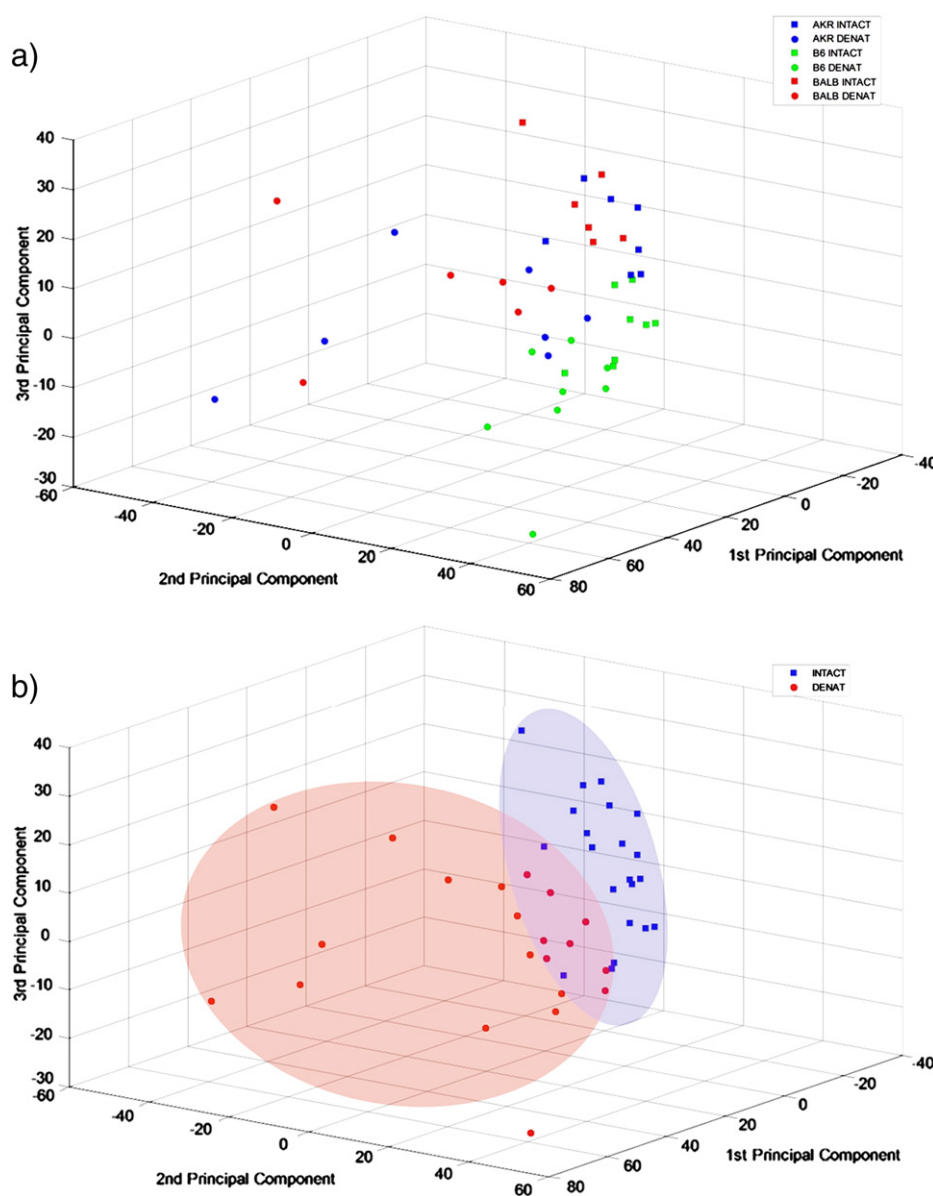 a)
AKR INTACT
AKR DENAT
B6 INTACT
B6 DENAT
BALB INTACT
BALB DENAT
40
30
20
10
0
-10
-20
-30
3rd Principal Component
-60
-40
-20
0
20
40
60
2nd Principal Component
80
60
40
20
0
-20
-40
1st Principal Component
b)
INTACT
DENAT
40
30
20
10
0
-10
-20
-30
3rd Principal Component
-60
-40
-20
0
20
40
60
2nd Principal Component
80
60
40
20
0
-20
-40
1st Principal Component